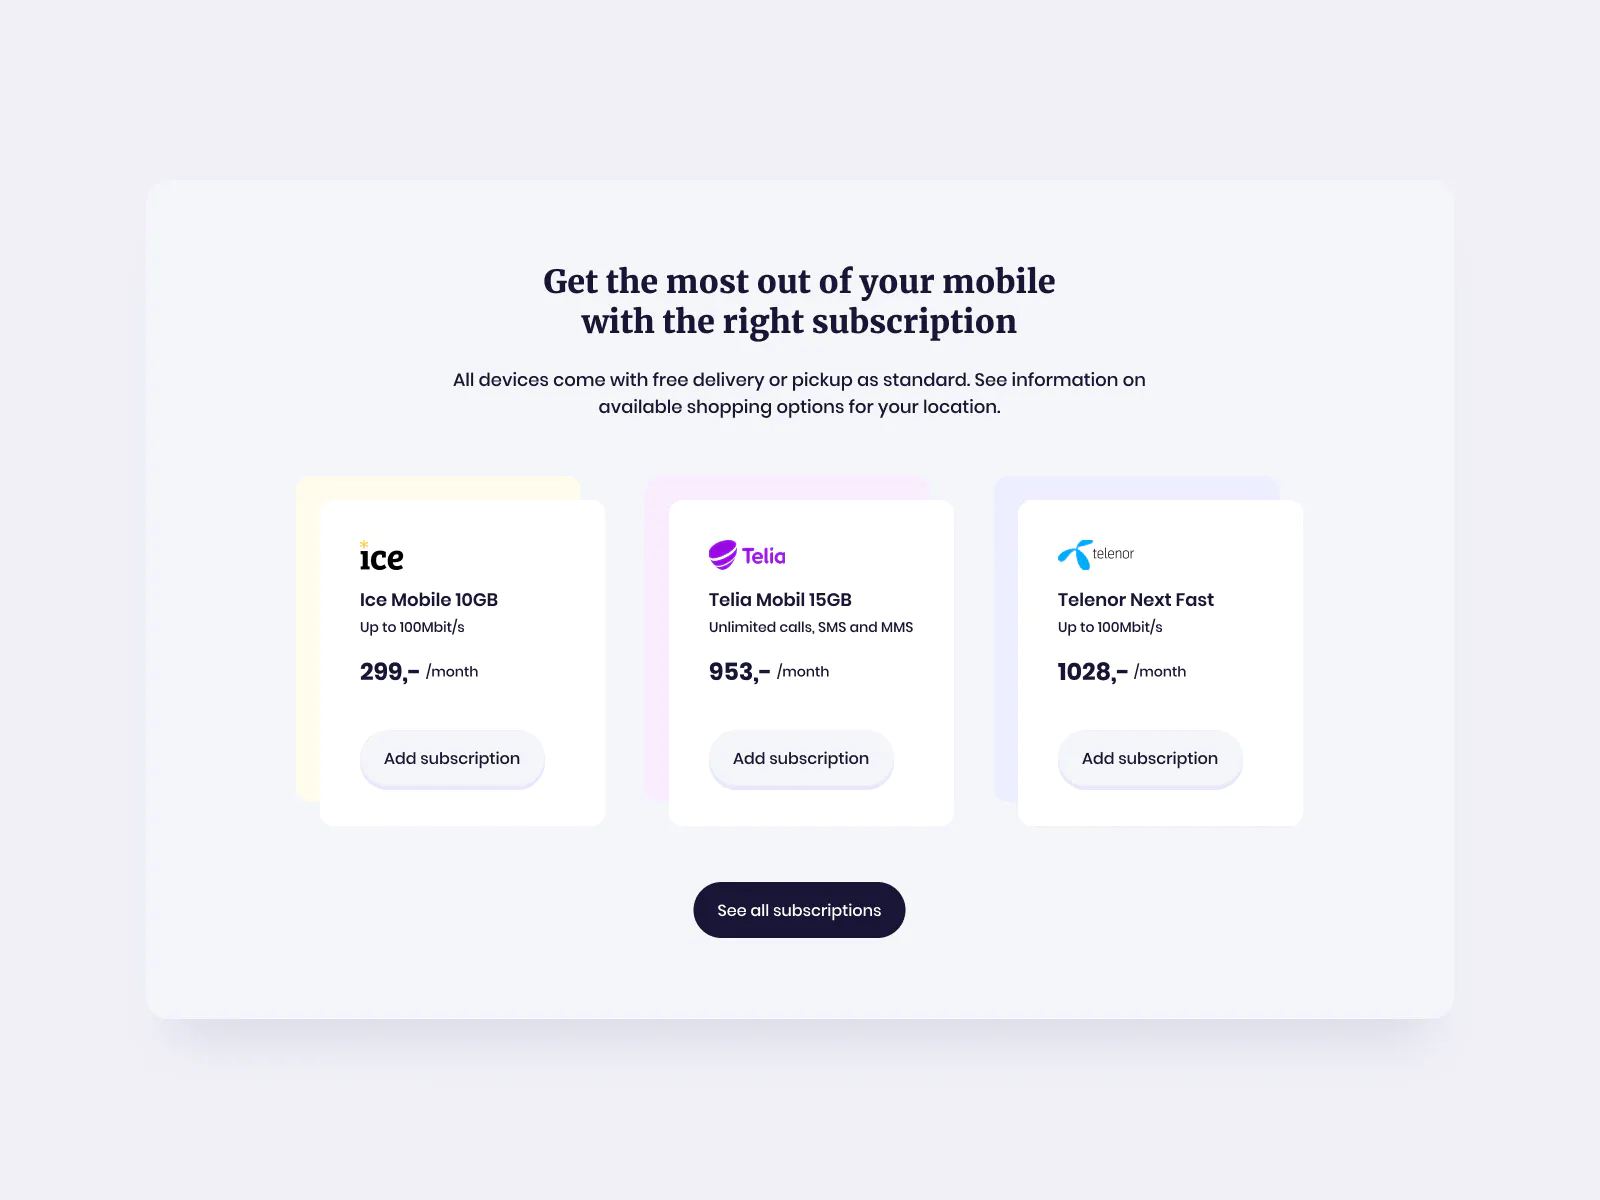 Get the most out of your mobile
with the right subscription
All devices come with free delivery or pickup as standard. See information on
available shopping options for your location.
ice
Ice Mobile 10GB
Up to 100Mbit/s
299,- /month
Add subscription
Telia
Telia Mobil 15GB
Unlimited calls, SMS and MMS
953,- /month
Add subscription
telenor
Telenor Next Fast
Up to 100Mbit/s
1028,- /month
Add subscription
See all subscriptions